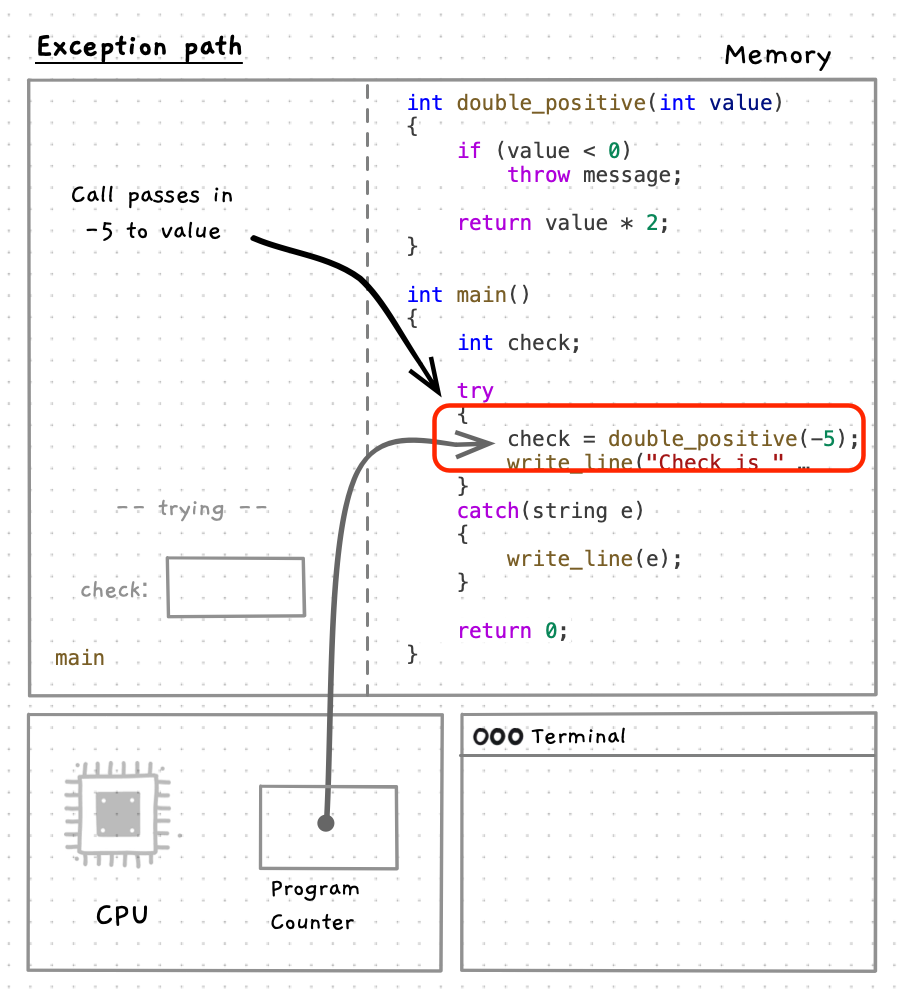 Exception path
Memory
Call passes in
-5 to value
-- trying --
check:
main
int double_positive(int value)
{
    if (value < 0)
        throw message;
    return value * 2;
}
int main()
{
    int check;
    try
    {
        check = double_positive(-5);
        write_line("Check is " …
    }
    catch(string e)
    {
        write_line(e);
    }
    return 0;
}
CPU
Program
Counter
Terminal